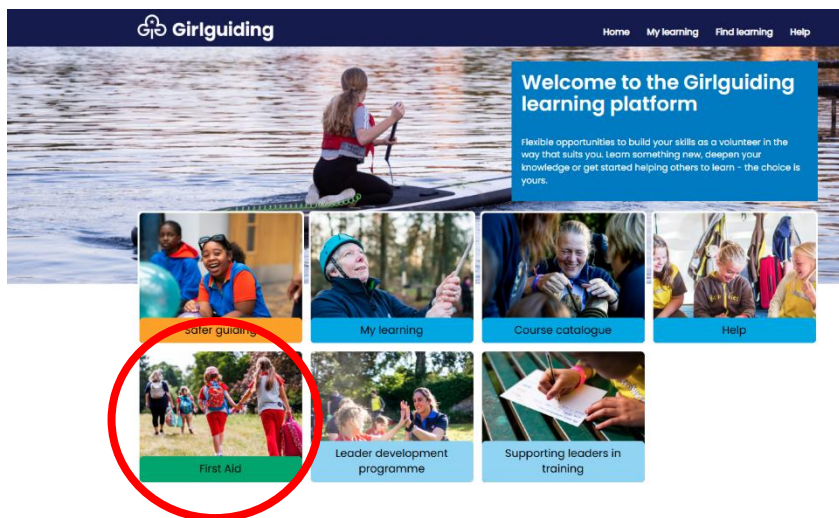 Girlguiding
Home My learning Find learning Help
Welcome to the Girlguiding
learning platform
Flexible opportunities to build your skills as a volunteer in the
way that suits you. Learn something new, deepen your
knowledge or get started helping others to learn - the choice is
yours.
Safer guiding
My learning
Course catalogue
Help
First Aid
Leader development
programme
Supporting leaders in
training